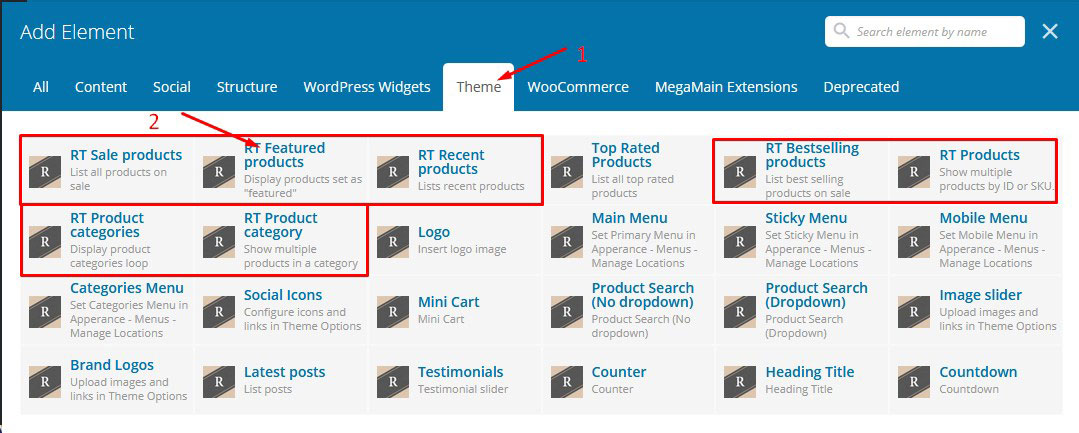 Add Element
Search element by name
1
All Content Social Structure WordPress Widgets Theme WooCommerce MegaMain Extensions Deprecated
2
R
RT Sale products
List all products on
sale
R
RT Featured
products
Display products set as
"featured"
R
RT Recent
products
Lists recent products
R
Top Rated
Products
List all top rated
products
R
RT Bestselling
products
List best selling
products on sale
R
RT Products
Show multiple
products by ID or SKU.
R
RT Product
categories
Display product
categories loop
R
RT Product
category
Show multiple
products in a category
R
Logo
Insert logo image
R
Main Menu
Set Primary Menu in
Apperance - Menus -
Manage Locations
R
Sticky Menu
Set Sticky Menu in
Apperance - Menus -
Manage Locations
R
Mobile Menu
Set Mobile Menu in
Apperance - Menus -
Manage Locations
R
Categories Menu
Set Categories Menu in
Apperance - Menus -
Manage Locations
R
Social Icons
Configure icons and
links in Theme Options
R
Mini Cart
Mini Cart
R
Product Search
(No dropdown)
Product Search (No
dropdown)
R
Product Search
(Dropdown)
Product Search
(Dropdown)
R
Image slider
Upload images and
links in Theme Options
R
Brand Logos
Upload images and
links in Theme Options
R
Latest posts
List posts
R
Testimonials
Testimonial slider
R
Counter
Counter
R
Heading Title
Heading Title
R
Countdown
Countdown